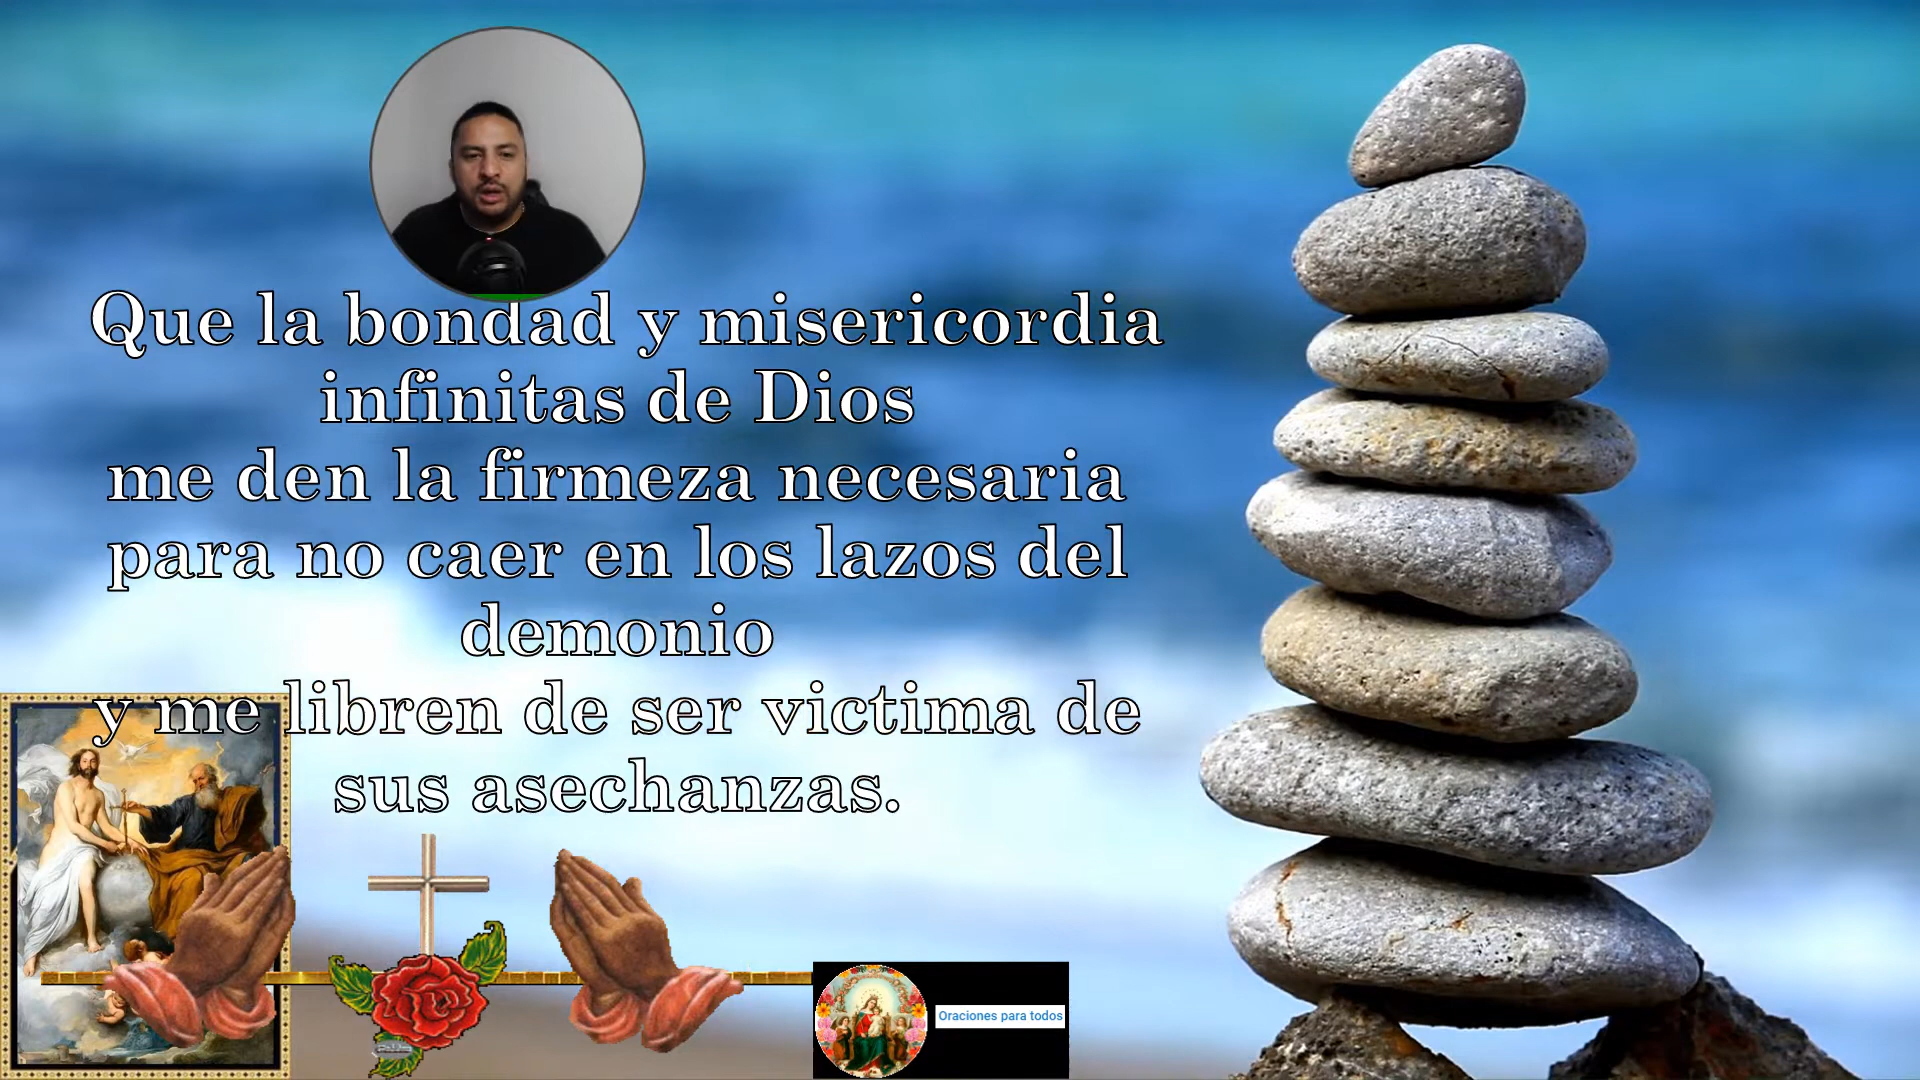 Que la bondad y misericordia
infinitas de Dios
me den la firmeza necesaria
para no caer en los lazos del
demonio
y me libren de ser victima de
sus asechanzas.
Oraciones para todos